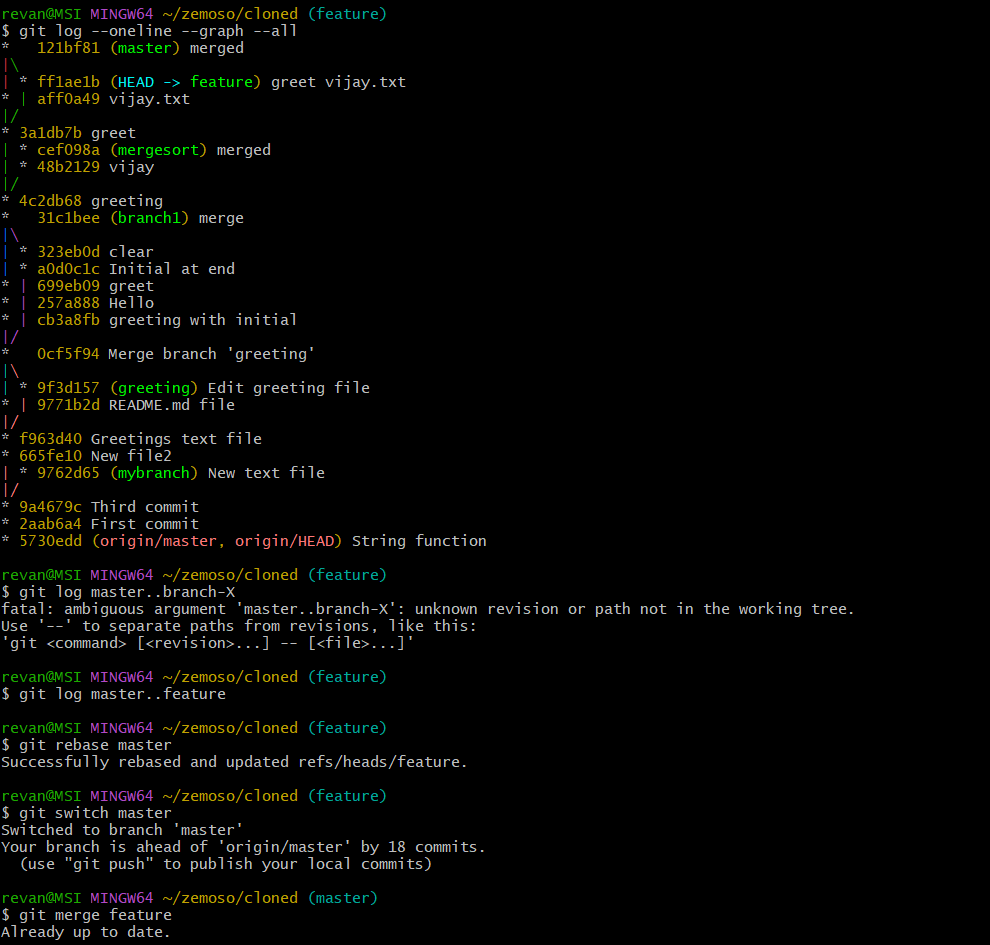 revan@MSI MINGW64 ~/zemoso/cloned (feature)
$ git log --oneline --graph --all
*   121bf81 (master) merged
|\
| * ff1ae1b (HEAD -> feature) greet vijay.txt
* | aff0a49 vijay.txt
|/
* 3a1db7b greet
| * cef098a (mergesort) merged
| * 48b2129 vijay
|/
* 4c2db68 greeting
*   31c1bee (branch1) merge
|\
| * 323eb0d clear
| * a0d0c1c Initial at end
* | 699eb09 greet
* | 257a888 Hello
* | cb3a8fb greeting with initial
|/
*   0cf5f94 Merge branch 'greeting'
|\
| * 9f3d157 (greeting) Edit greeting file
* | 9771b2d README.md file
|/
* f963d40 Greetings text file
* 665fe10 New file2
| * 9762d65 (mybranch) New text file
|/
* 9a4679c Third commit
* 2aab6a4 First commit
* 5730edd (origin/master, origin/HEAD) String function

revan@MSI MINGW64 ~/zemoso/cloned (feature)
$ git log master..branch-X
fatal: ambiguous argument 'master..branch-X': unknown revision or path not in the working tree.
Use '--' to separate paths from revisions, like this:
'git <command> [<revision>...] -- [<file>...]'

revan@MSI MINGW64 ~/zemoso/cloned (feature)
$ git log master..feature

revan@MSI MINGW64 ~/zemoso/cloned (feature)
$ git rebase master
Successfully rebased and updated refs/heads/feature.

revan@MSI MINGW64 ~/zemoso/cloned (feature)
$ git switch master
Switched to branch 'master'
Your branch is ahead of 'origin/master' by 18 commits.
  (use "git push" to publish your local commits)

revan@MSI MINGW64 ~/zemoso/cloned (master)
$ git merge feature
Already up to date.